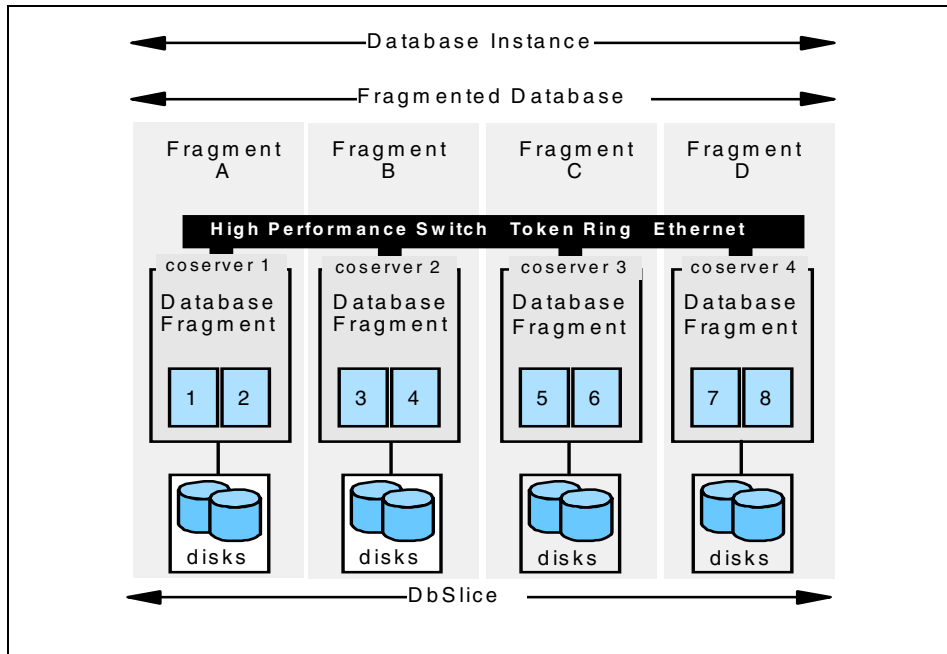 Database Instance
Fragmented Database
Fragment A
Fragment B
Fragment C
Fragment D
High Performance Switch Token Ring Ethernet
coserver 1
coserver 2
coserver 3
coserver 4
Database Fragment
Database Fragment
Database Fragment
Database Fragment
1 2
3 4
5 6
7 8
disks
disks
disks
disks
DbSlice